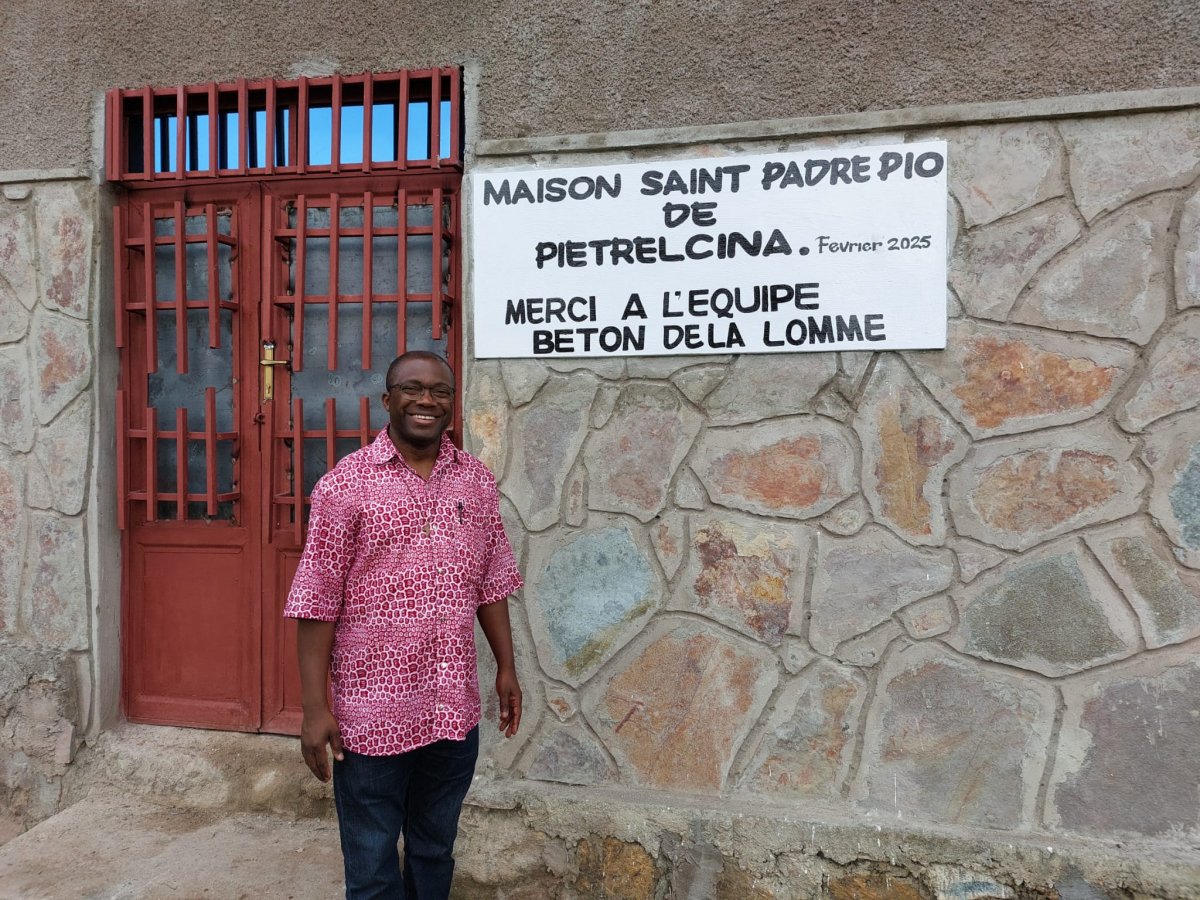 MAISON SAINT PADRE PIO
DE
PIETRELCINA. Fevrier 2025
MERCI A L'EQUIPE
BETON DE LA LOMME